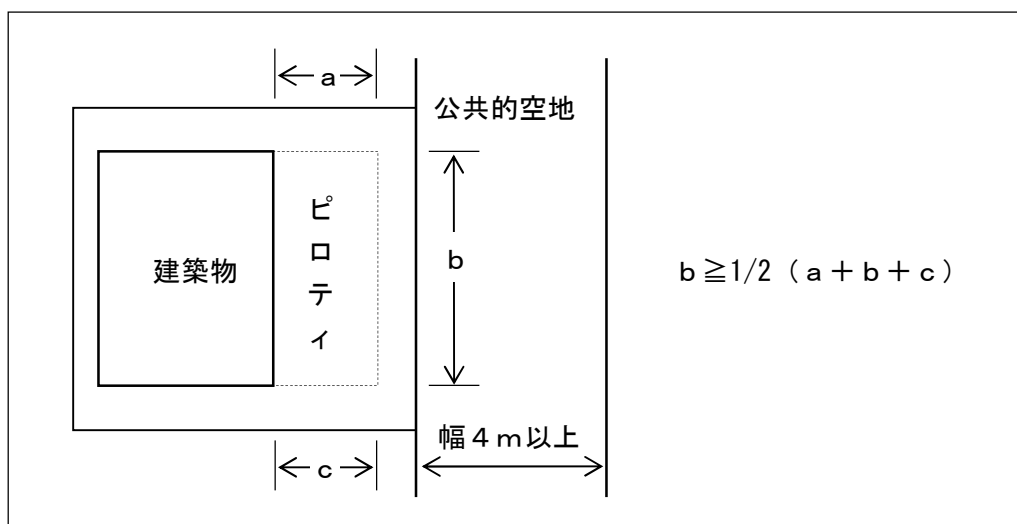 a
公共的空地
ピロティ
建築物
b
b≧1/2（a＋b＋c）
幅4m以上
c